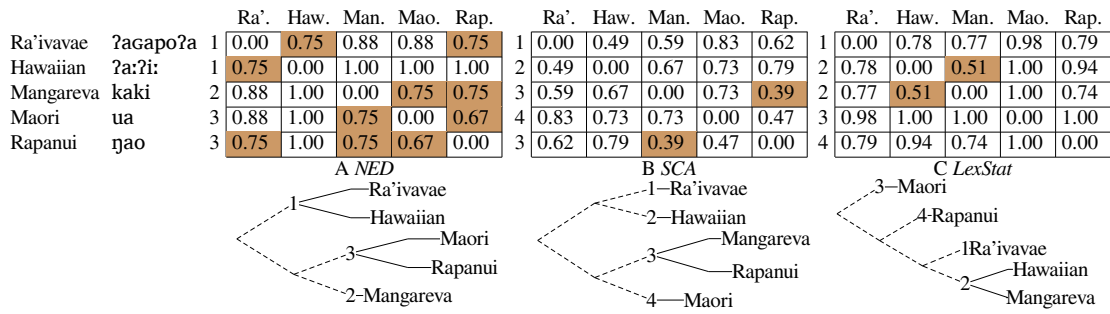 Ra'. Haw. Man. Mao. Rap. Ra'. Haw. Man. Mao. Rap. Ra'. Haw. Man. Mao. Rap.
Ra'ivavae ʔaɢapoʔa 1 0.00 0.75 0.88 0.88 0.75 1 0.00 0.49 0.59 0.83 0.62 1 0.00 0.78 0.77 0.98 0.79
Hawaiian ʔaːʔiː 1 0.75 0.00 1.00 1.00 1.00 2 0.49 0.00 0.67 0.73 0.79 2 0.78 0.00 0.51 1.00 0.94
Mangareva kaki 2 0.88 1.00 0.00 0.75 0.75 3 0.59 0.67 0.00 0.73 0.39 2 0.77 0.51 0.00 1.00 0.74
Maori ua 3 0.88 1.00 0.75 0.00 0.67 4 0.83 0.73 0.73 0.00 0.47 3 0.98 1.00 1.00 0.00 1.00
Rapanui ŋao 3 0.75 1.00 0.75 0.67 0.00 3 0.62 0.79 0.39 0.47 0.00 4 0.79 0.94 0.74 1.00 0.00
A NED B SCA C LexStat
1 Ra'ivavae
Hawaiian
3 Maori
Rapanui
2 Mangareva
1 Ra'ivavae
2 Hawaiian
3 Mangareva
Rapanui
4 Maori
3 Maori
4 Rapanui
1 Ra'ivavae
2 Hawaiian
Mangareva